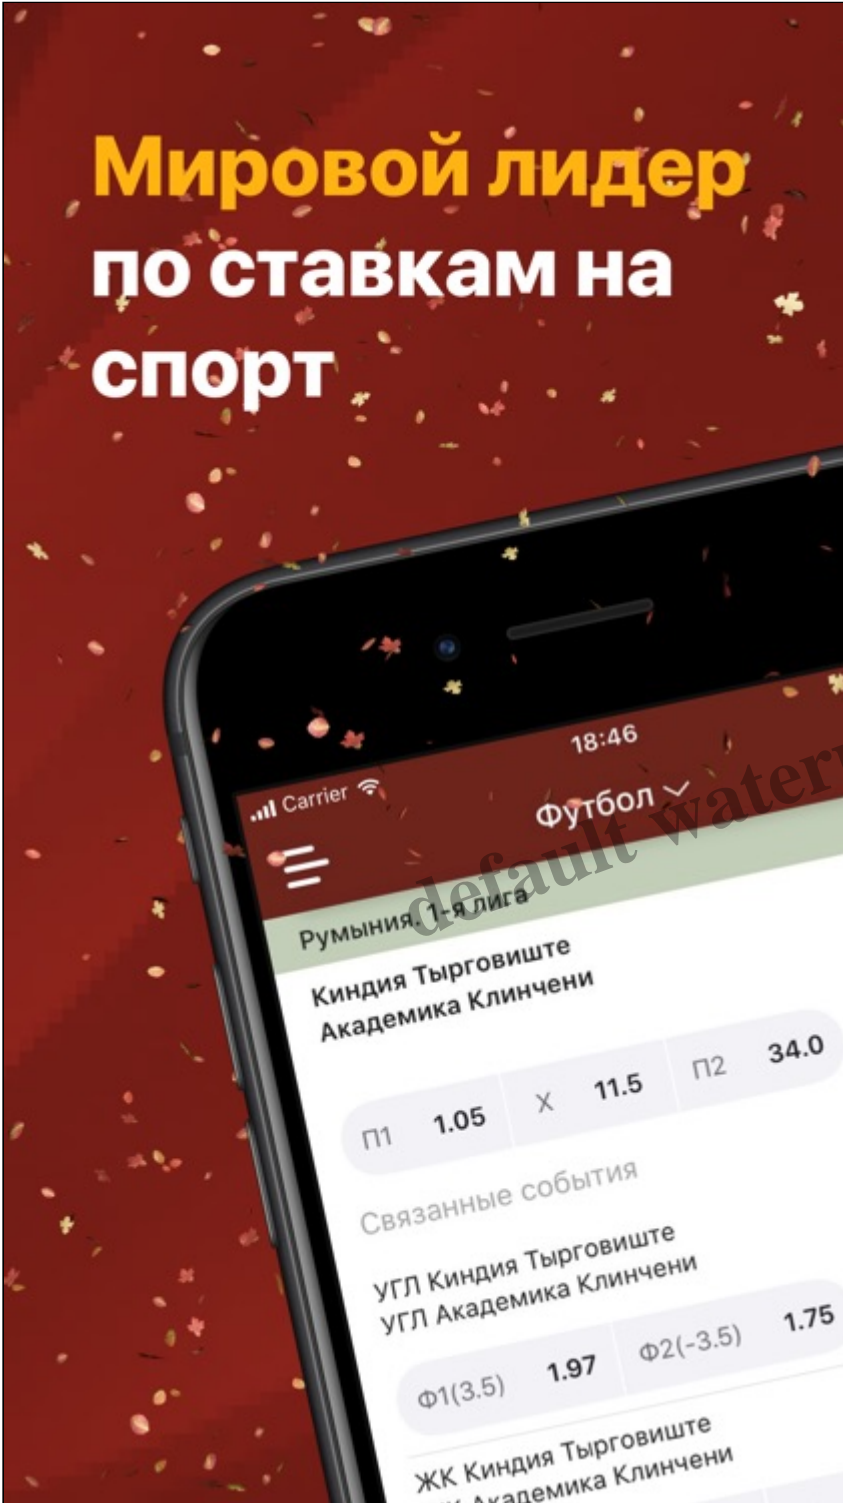 Мировой лидер
по ставкам на
спорт
18:46
Carrier
Футбол
default
Румыния. 1-я лига
Киндия Тырговиште
Академика Клинчени
П1 1.05 X 11.5 П2 34.0
Связанные события
УГЛ Киндия Тырговиште
УГЛ Академика Клинчени
Ф1(3.5) 1.97 Ф2(-3.5) 1.75
ЖК Киндия Тырговиште
Академика Клинчени